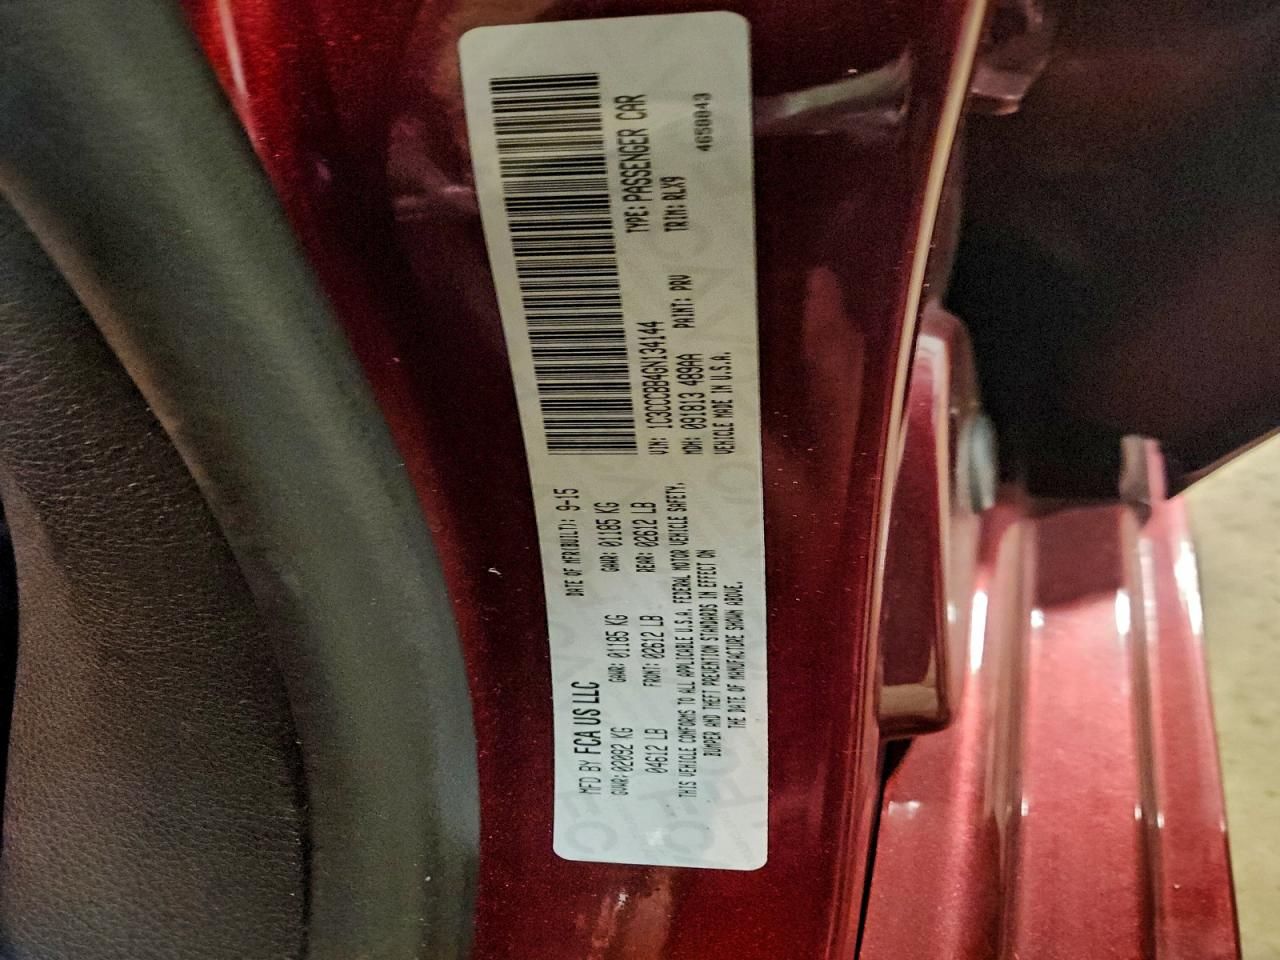 MFD BY FCA US LLC
DATE OF MFR(BUILT): 9-15
GVWR: 02092 KG
GAWR: 01185 KG
GAWR: 01185 KG
04612 LB
FRONT: 02612 LB
REAR: 02612 LB
THIS VEHICLE CONFORMS TO ALL APPLICABLE U.S.A. FEDERAL MOTOR VEHICLE SAFETY,
BUMPER AND THEFT PREVENTION STANDARDS IN EFFECT ON
THE DATE OF MANUFACTURE SHOWN ABOVE.
VIN: 1C3CCCBB4GN134144
TYPE: PASSENGER CAR
MDH: 091813 489AA
PAINT: PRV
TRIM: RLX9
VEHICLE MADE IN U.S.A.
4650043